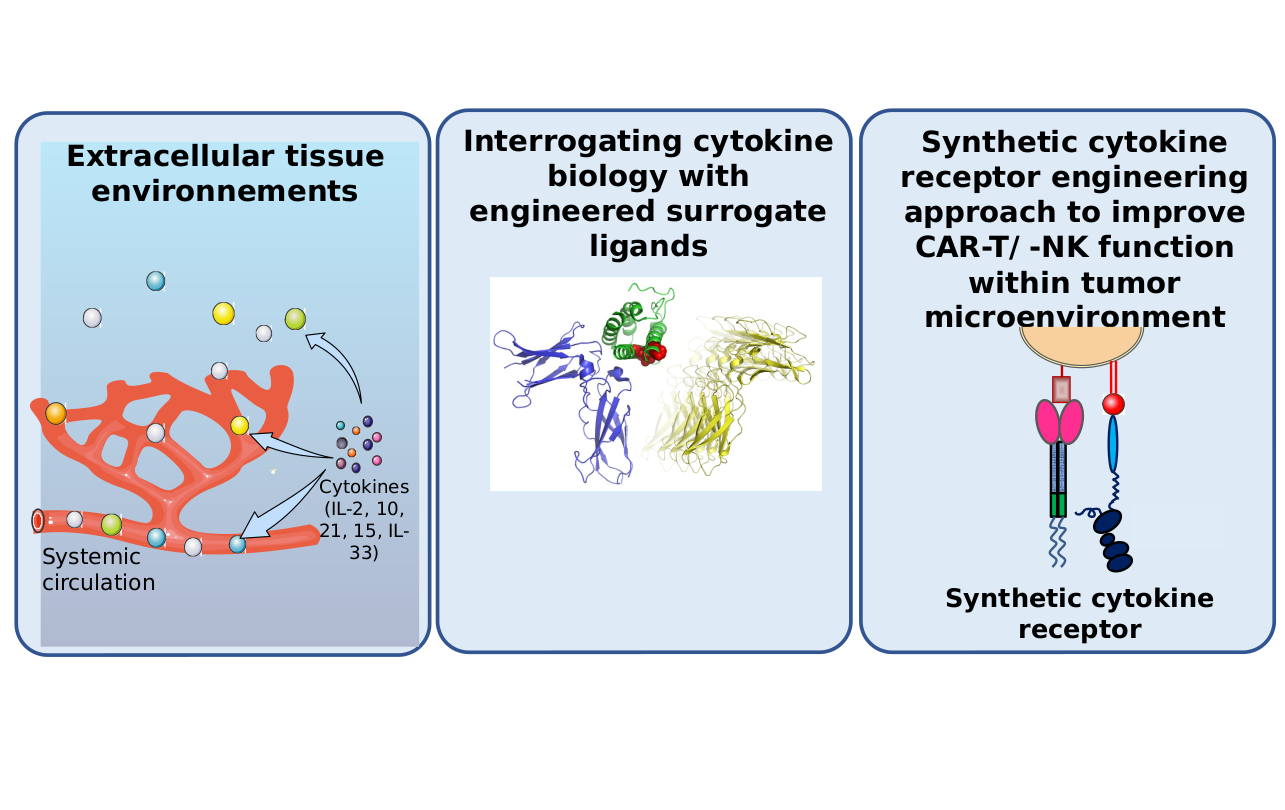 Extracellular tissue
environnements
Cytokines
(IL-2, 10,
21, 15, IL-
33)
Systemic
circulation
Interrogating cytokine
biology with
engineered surrogate
ligands
Synthetic cytokine
receptor engineering
approach to improve
CAR-T/ -NK function
within tumor
microenvironment
Synthetic cytokine
receptor